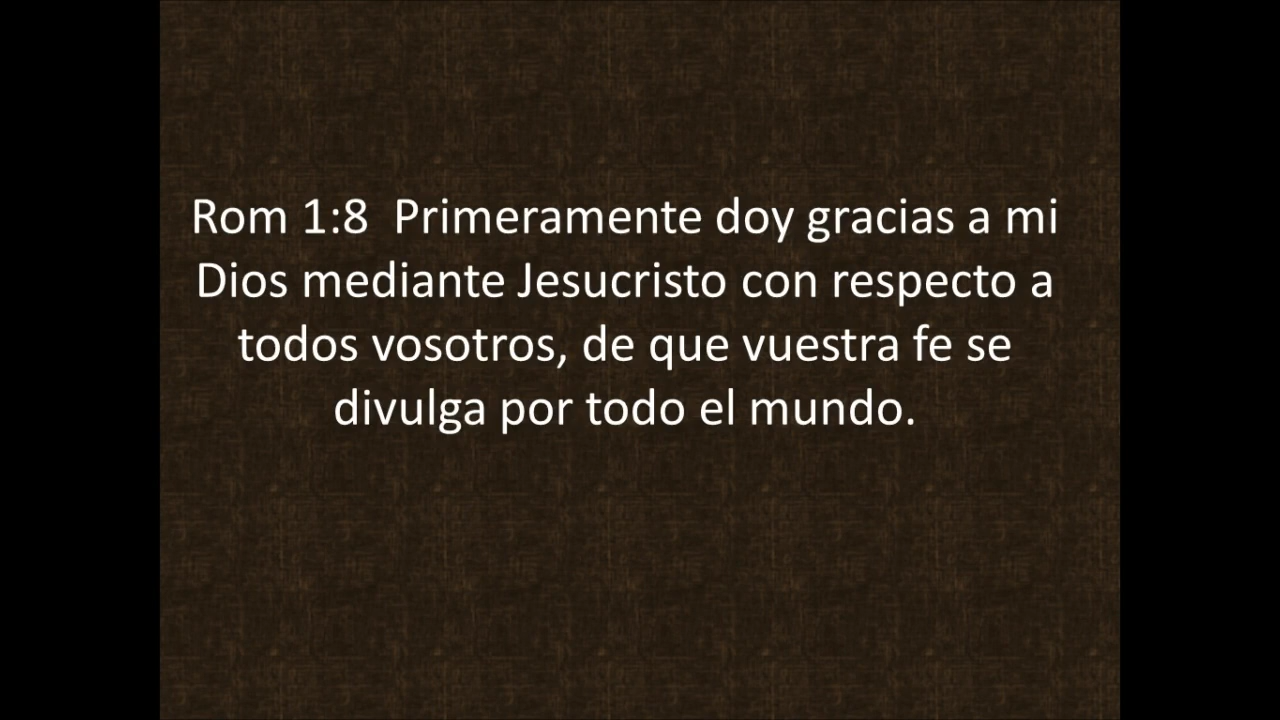 Rom 1:8  Primeramente doy gracias a mi
Dios mediante Jesucristo con respecto a
todos vosotros, de que vuestra fe se
divulga por todo el mundo.